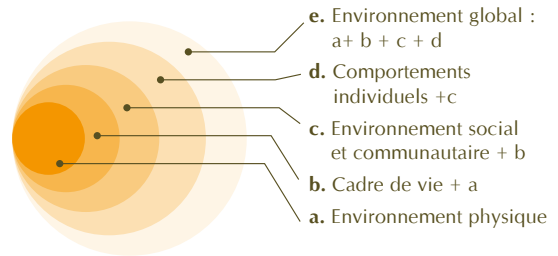 e. Environnement global :
a+ b + c + d
d. Comportements
individuels +c
c. Environnement social
et communautaire + b
b. Cadre de vie + a
a. Environnement physique